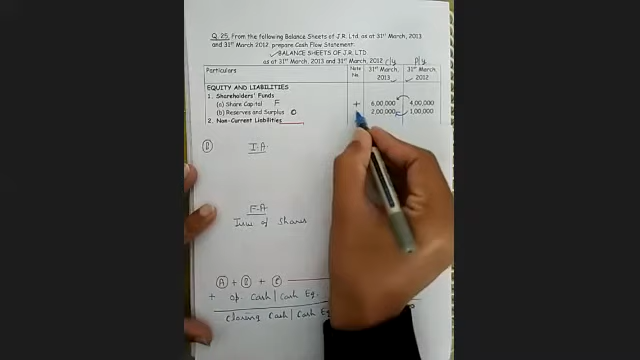 Q.25. From the following Balance Sheets of J.R. Ltd. as at 31st March, 2013
and 31st March 2012, prepare Cash Flow Statement:
BALANCE SHEETS OF J.R. LTD
as at 31st March, 2013 and 31st March, 2012 c/y p/y
Particulars Note No. 31st March, 2013 31st March, 2012
EQUITY AND LIABILITIES
1. Shareholders' Funds
(a) Share Capital F + 6,00,000 4,00,000
(b) Reserves and Surplus O 2,00,000 1,00,000
2. Non-Current Liabilities
B I.A.
F.A.
Issue of Shares
A + B + C
+ op. Cash | Cash Eq.
Closing Cash | Cash Eq.